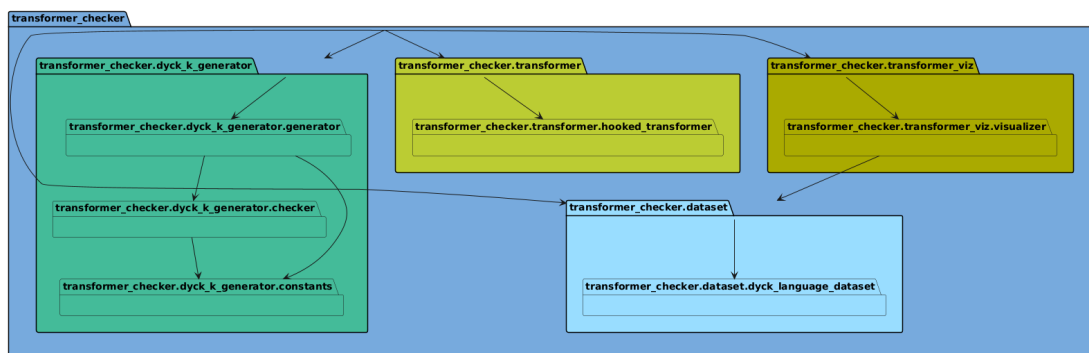 transformer_checker
transformer_checker.dyck_k_generator
transformer_checker.transformer
transformer_checker.transformer_viz
transformer_checker.dyck_k_generator.generator
transformer_checker.transformer.hooked_transformer
transformer_checker.transformer_viz.visualizer
transformer_checker.dyck_k_generator.checker
transformer_checker.dataset
transformer_checker.dyck_k_generator.constants
transformer_checker.dataset.dyck_language_dataset